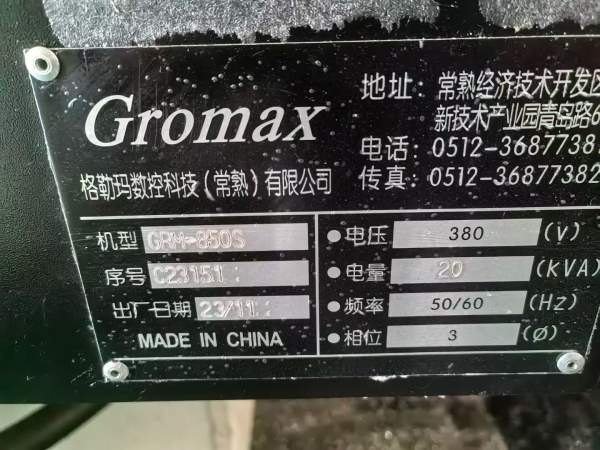 Gromax
格勒玛数控科技(常熟)有限公司
地址: 常熟经济技术开发区
新技术产业园青岛路6
电话: 0512-3687738
传真: 0512-36877382
机型 GRM-850S
序号 C23151
出厂日期 23/11
MADE IN CHINA
电压 380 (V)
电量 20 (KVA)
频率 50/60 (Hz)
相位 3 (Ø)